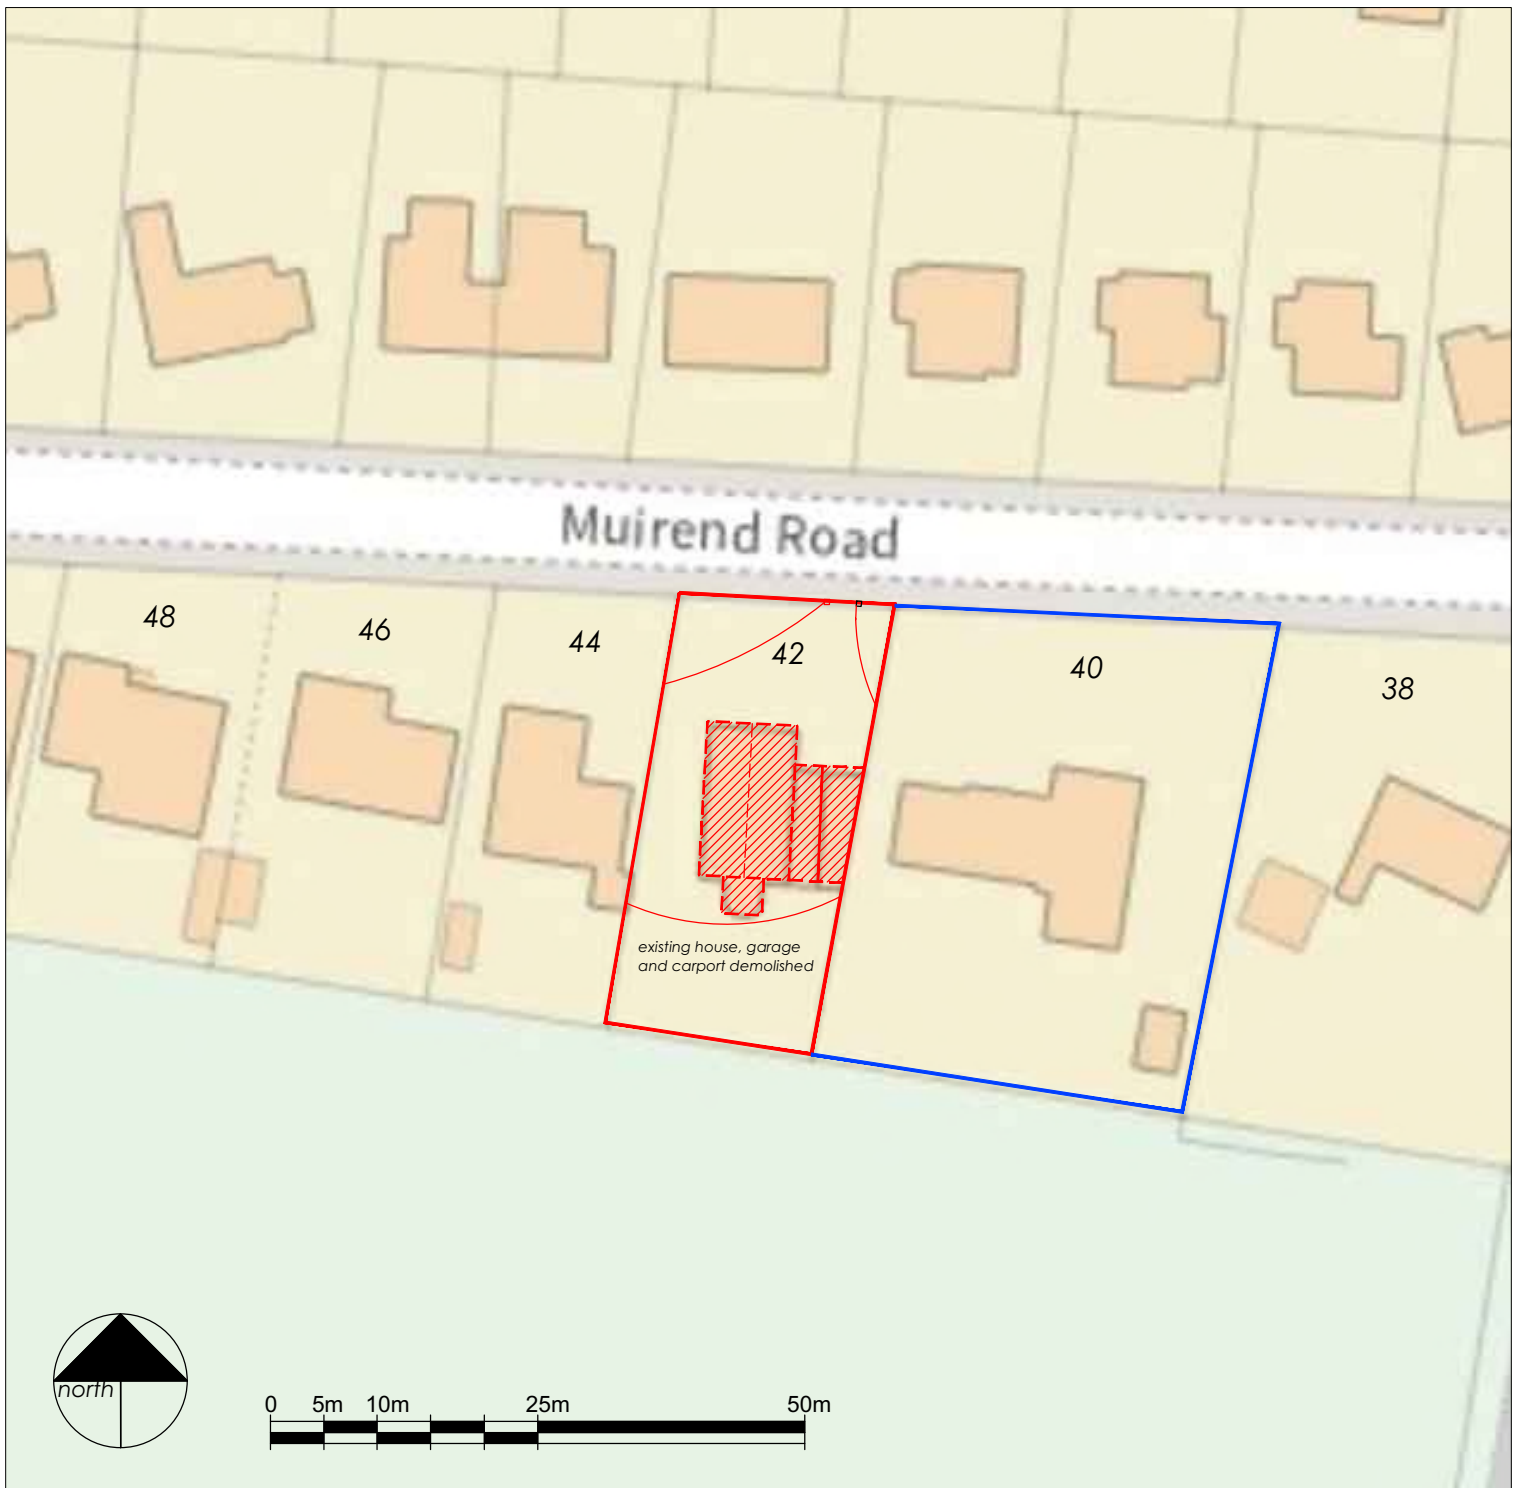 Muirend Road
48
46
44
42
40
38
existing house, garage
and carport demolished
north
0 5m 10m 25m 50m